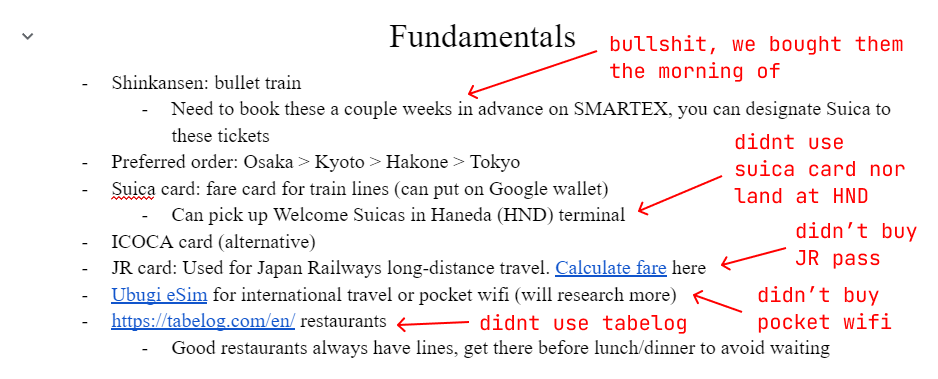 Fundamentals
bullshit, we bought them
the morning of
- Shinkansen: bullet train
- Need to book these a couple weeks in advance on SMARTEX, you can designate Suica to
these tickets
didnt use
suica card nor
land at HND
- Preferred order: Osaka > Kyoto > Hakone > Tokyo
- Suica card: fare card for train lines (can put on Google wallet)
- Can pick up Welcome Suicas in Haneda (HND) terminal
- ICOCA card (alternative)
didn’t buy
JR pass
- JR card: Used for Japan Railways long-distance travel. Calculate fare here
- Ubugi eSim for international travel or pocket wifi (will research more)
didn’t buy
pocket wifi
- https://tabelog.com/en/ restaurants
didnt use tabelog
- Good restaurants always have lines, get there before lunch/dinner to avoid waiting